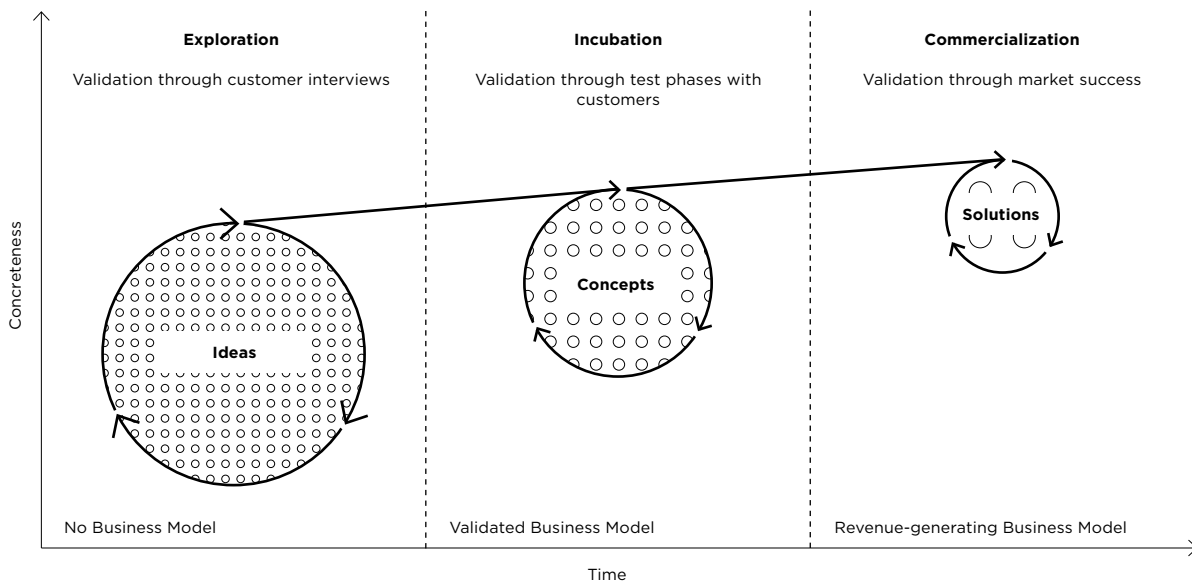 Exploration
Validation through customer interviews
Incubation
Validation through test phases with
customers
Commercialization
Validation through market success
Concreteness
Ideas
Concepts
Solutions
No Business Model
Validated Business Model
Revenue-generating Business Model
Time